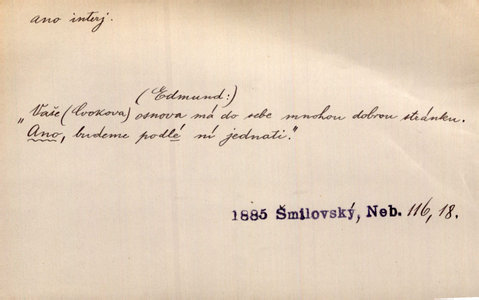 ano interj.
(Edmund:)
„Vaše (Cookova) osnova má do sebe mnohou dobrou stránku.
Ano, budeme podlé ní jednati.“
1885 Šmilovský, Neb. 116, 18.